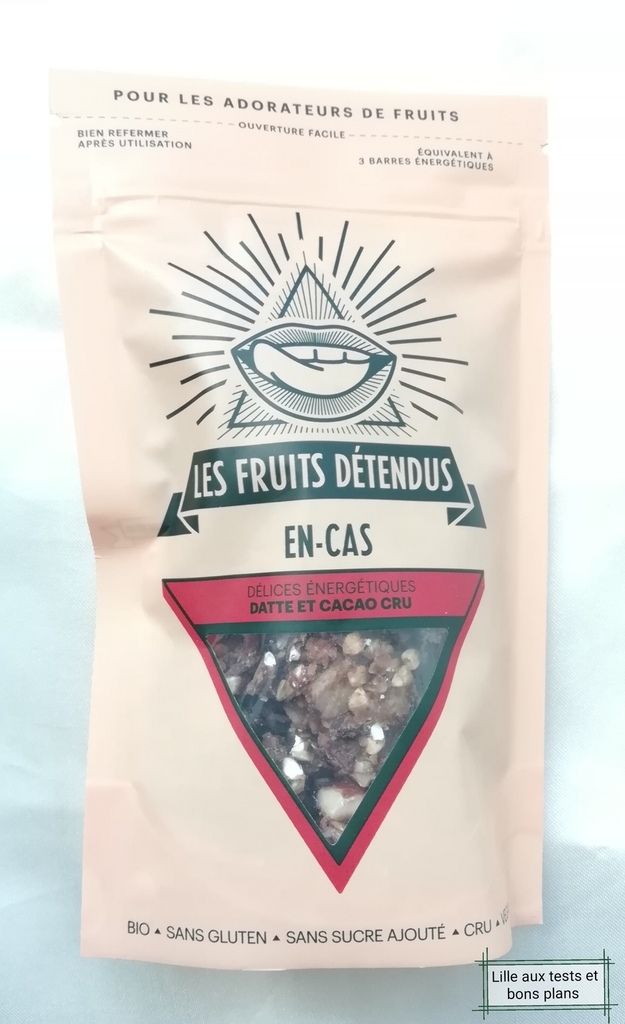 POUR LES ADORATEURS DE FRUITS
OUVERTURE FACILE
BIEN REFERMER
APRÈS UTILISATION
ÉQUIVALENT À
3 BARRES ÉNERGÉTIQUES
LES FRUITS DÉTENDUS
EN-CAS
DÉLICES ÉNERGÉTIQUES
DATTE ET CACAO CRU
BIO ▲ SANS GLUTEN ▲ SANS SUCRE AJOUTÉ ▲ CRU ▲
Lille aux tests et
bons plans